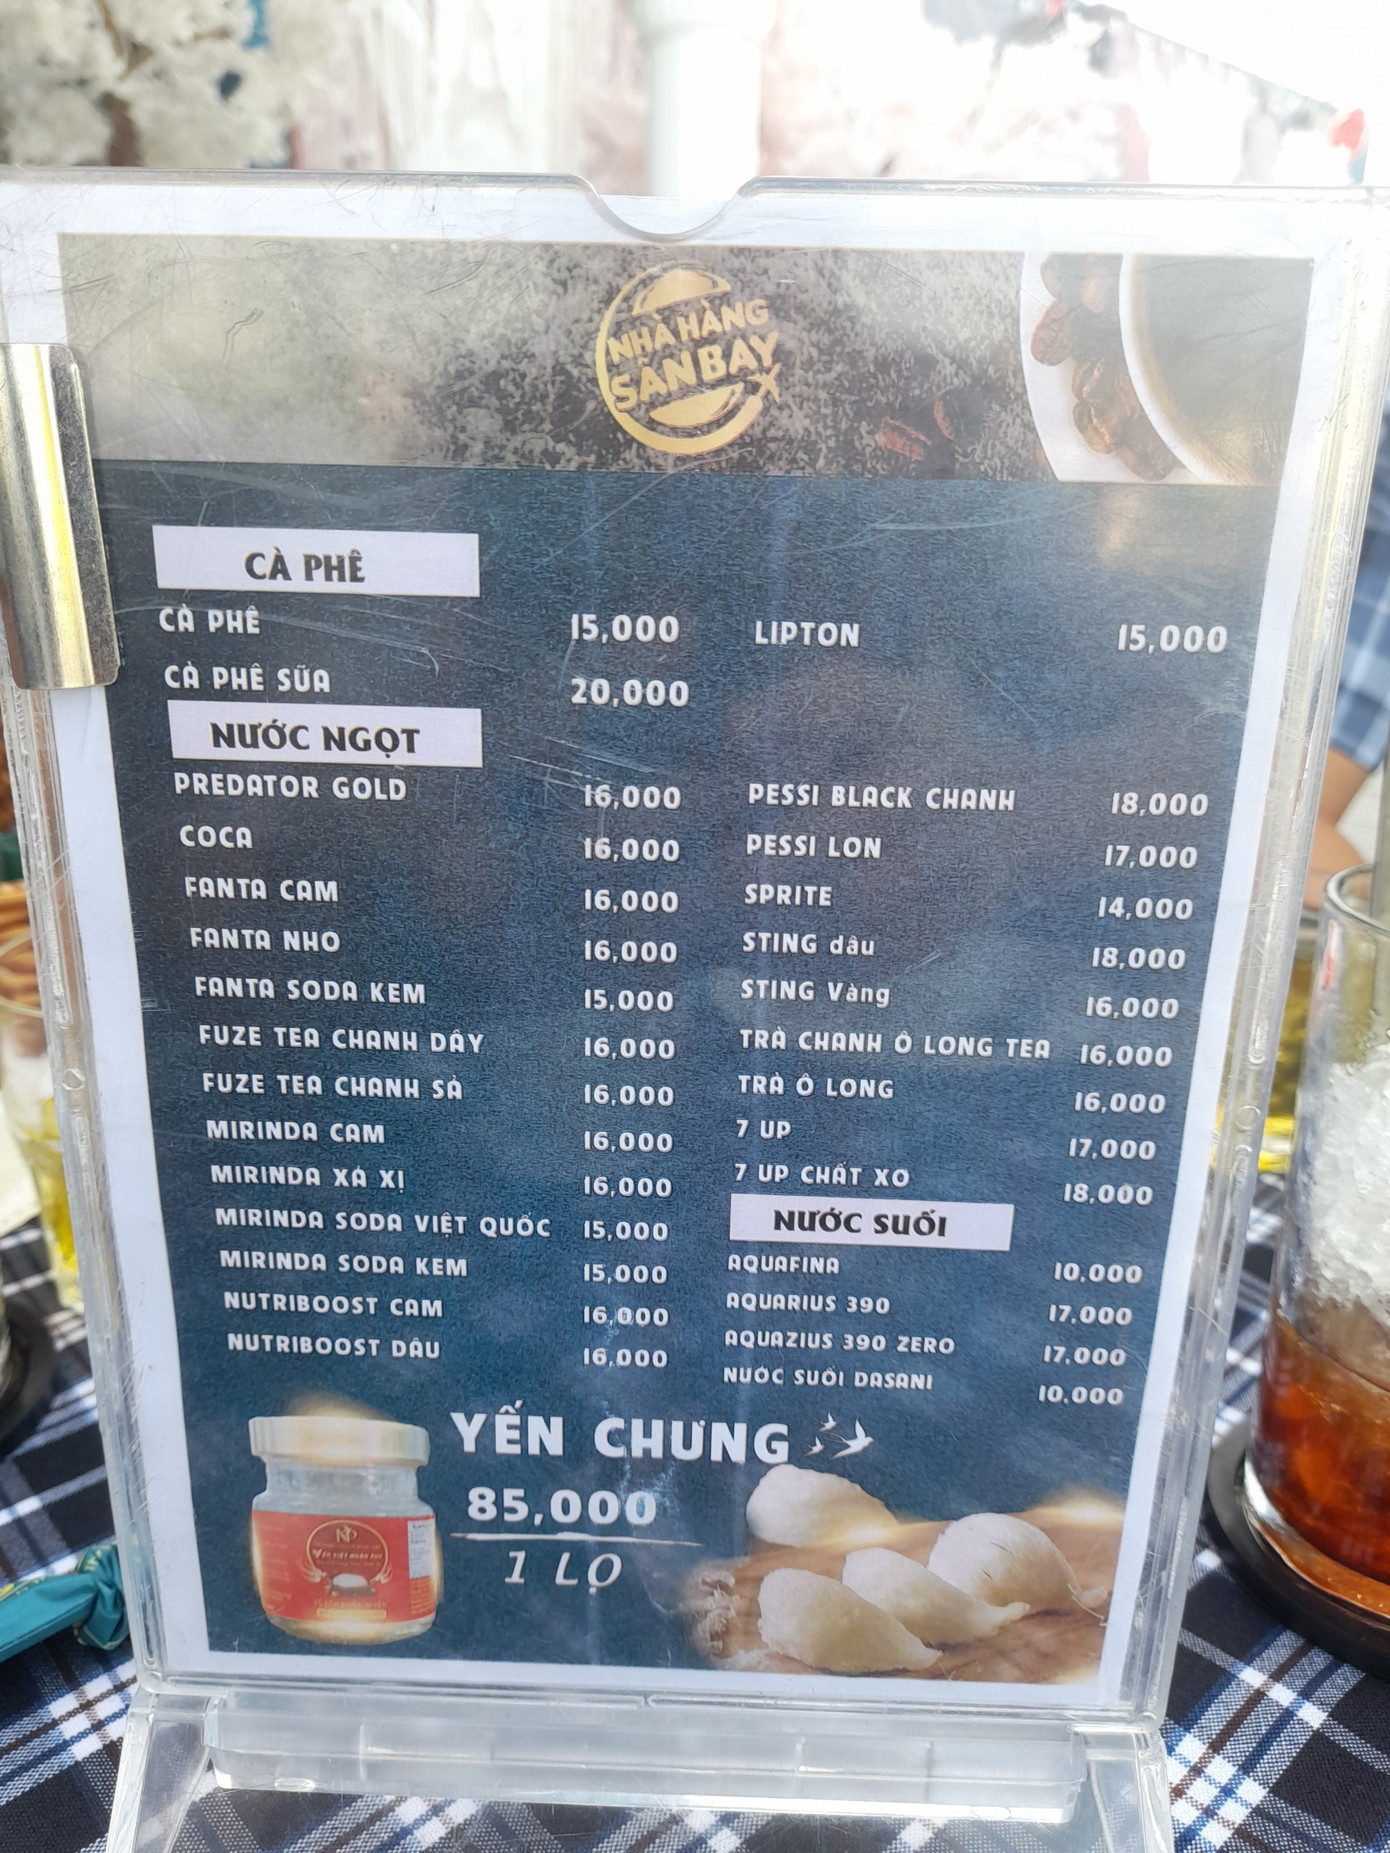 NHÀ HÀNG
SÂN BAY
CÀ PHÊ
CÀ PHÊ 15,000
CÀ PHÊ SỮA 20,000
LIPTON 15,000
NƯỚC NGỌT
PREDATOR GOLD 16,000
COCA 16,000
FANTA CAM 16,000
FANTA NHO 16,000
FANTA SODA KEM 15,000
FUZE TEA CHANH DÂY 16,000
FUZE TEA CHANH SẢ 16,000
MIRINDA CAM 16,000
MIRINDA XÁ XỊ 16,000
MIRINDA SODA VIỆT QUỐC 15,000
MIRINDA SODA KEM 15,000
NUTRIBOOST CAM 16,000
NUTRIBOOST DÂU 16,000
PESSI BLACK CHANH 18,000
PESSI LON 17,000
SPRITE 14,000
STING dâu 18,000
STING Vàng 16,000
TRÀ CHANH Ô LONG TEA 16,000
TRÀ Ô LONG 16,000
7 UP 17,000
7 UP CHẤT XƠ 18,000
NƯỚC SUỐI
AQUAFINA 10,000
AQUARIUS 390 17,000
AQUAZIUS 390 ZERO 17,000
NƯỚC SUỐI DASANI 10,000
YẾN CHƯNG
85,000
1 LỌ